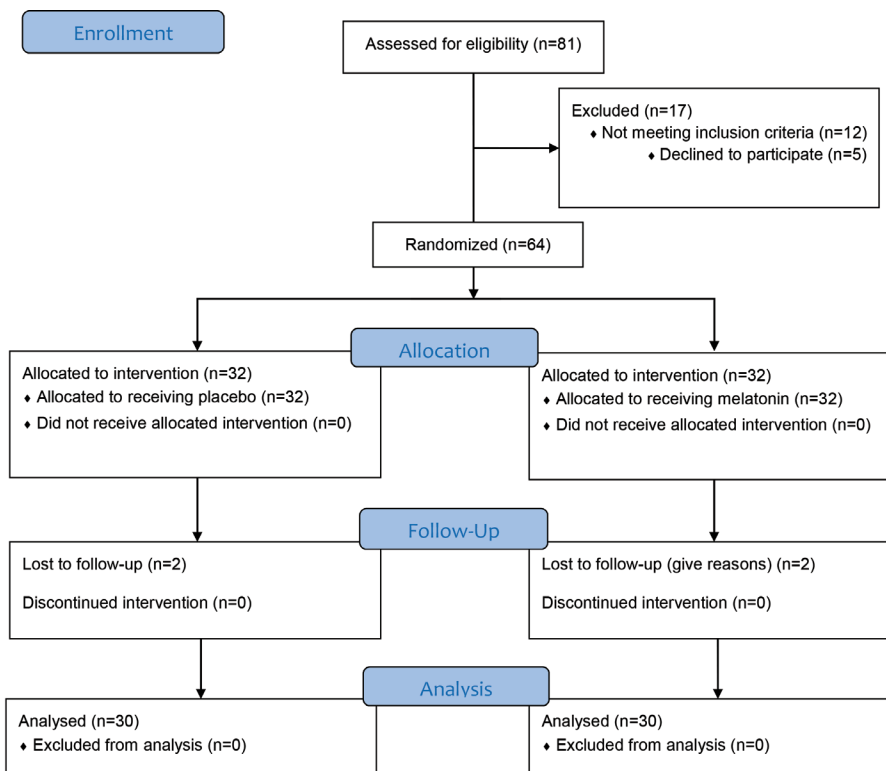 Enrollment
Assessed for eligibility (n=81)
Excluded (n=17)
♦ Not meeting inclusion criteria (n=12)
♦ Declined to participate (n=5)
Randomized (n=64)
Allocation
Allocated to intervention (n=32)
♦ Allocated to receiving placebo (n=32)
♦ Did not receive allocated intervention (n=0)
Allocated to intervention (n=32)
♦ Allocated to receiving melatonin (n=32)
♦ Did not receive allocated intervention (n=0)
Follow-Up
Lost to follow-up (n=2)
Discontinued intervention (n=0)
Lost to follow-up (give reasons) (n=2)
Discontinued intervention (n=0)
Analysis
Analysed (n=30)
♦ Excluded from analysis (n=0)
Analysed (n=30)
♦ Excluded from analysis (n=0)